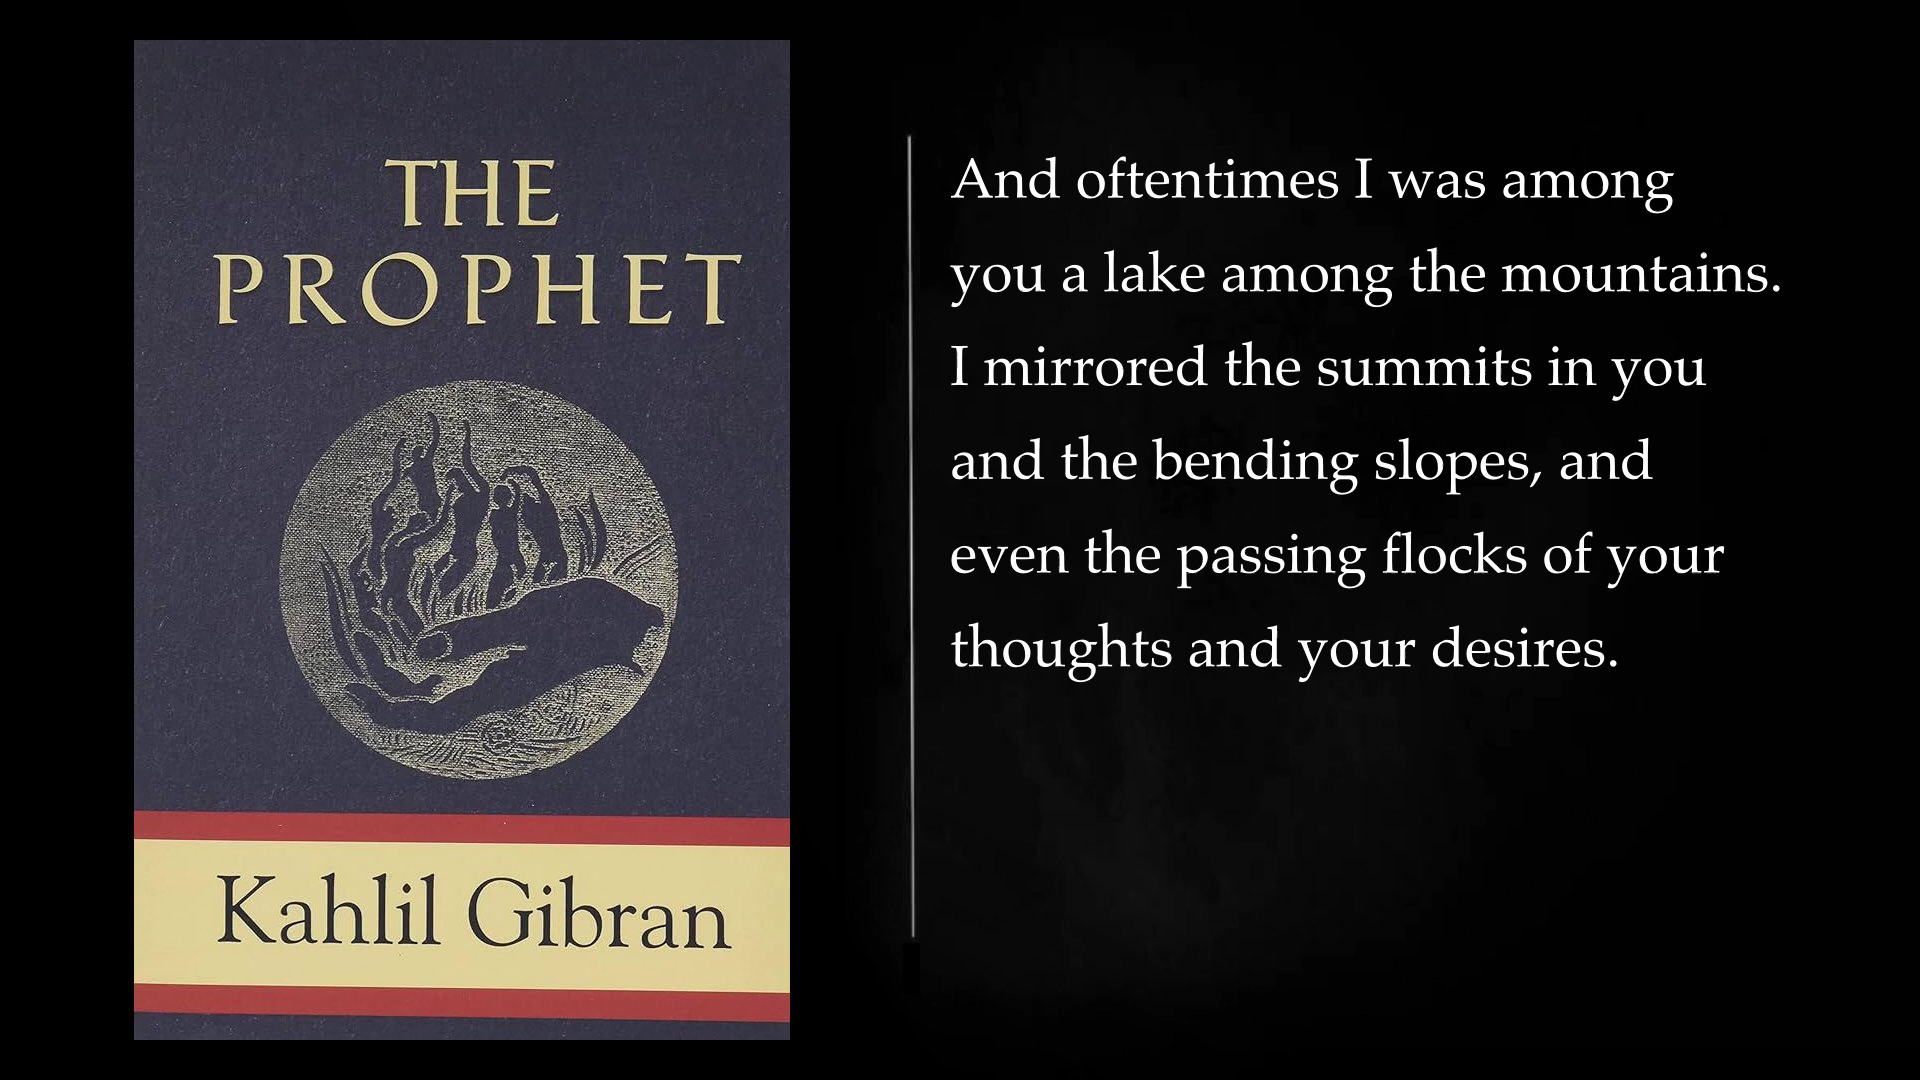 THE
PROPHET
Kahlil Gibran
And oftentimes I was among
you a lake among the mountains.
I mirrored the summits in you
and the bending slopes, and
even the passing flocks of your
thoughts and your desires.